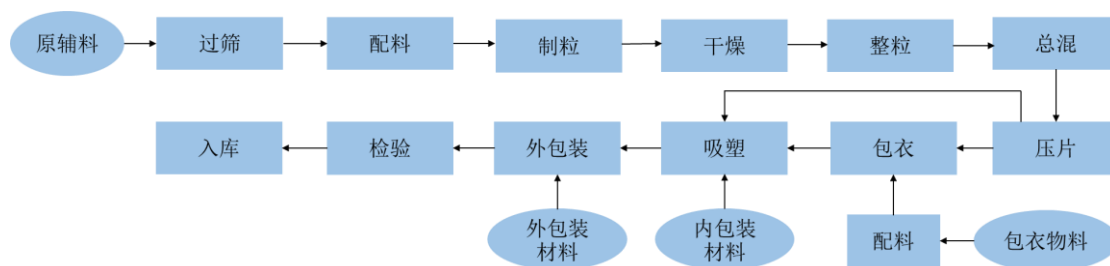 原辅料
过筛
配料
制粒
干燥
整粒
总混
入库
检验
外包装
吸塑
包衣
压片
外包装
材料
内包装
材料
配料
包衣物料